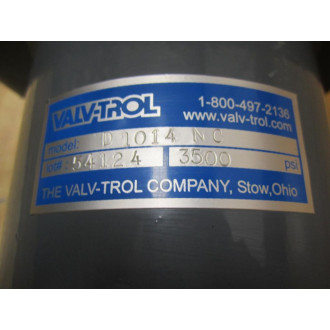 VALV-TROL
1-800-497-2136
www.valv-trol.com
model: D1014 NC
lot# 54124 3500 psi
THE VALV-TROL COMPANY, Stow,Ohio